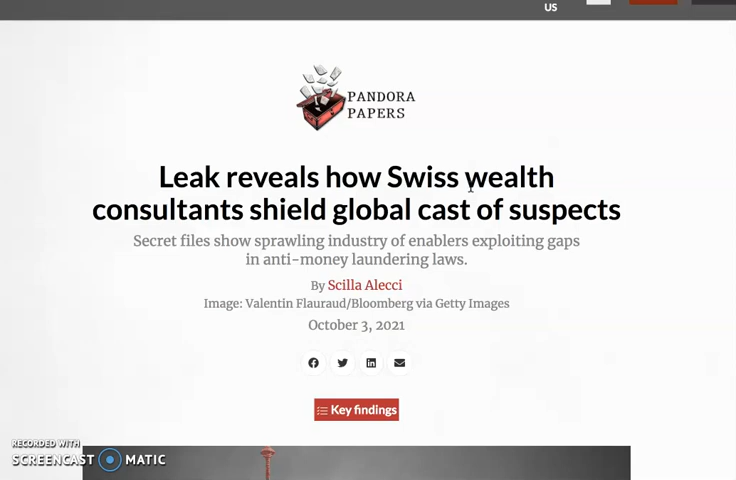 US
PANDORA
PAPERS
Leak reveals how Swiss wealth
consultants shield global cast of suspects
Secret files show sprawling industry of enablers exploiting gaps
in anti-money laundering laws.
By Scilla Alecci
Image: Valentin Flauraud/Bloomberg via Getty Images
October 3, 2021
Key findings
RECORDED WITH
SCREENCAST MATIC